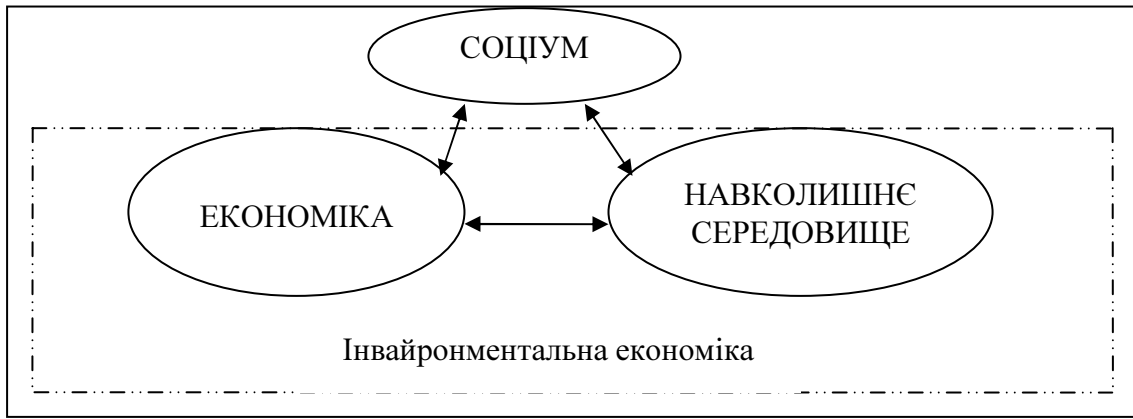 СОЦІУМ
ЕКОНОМІКА
НАВКОЛИШНЄ
СЕРЕДОВИЩЕ
Інвайронментальна економіка